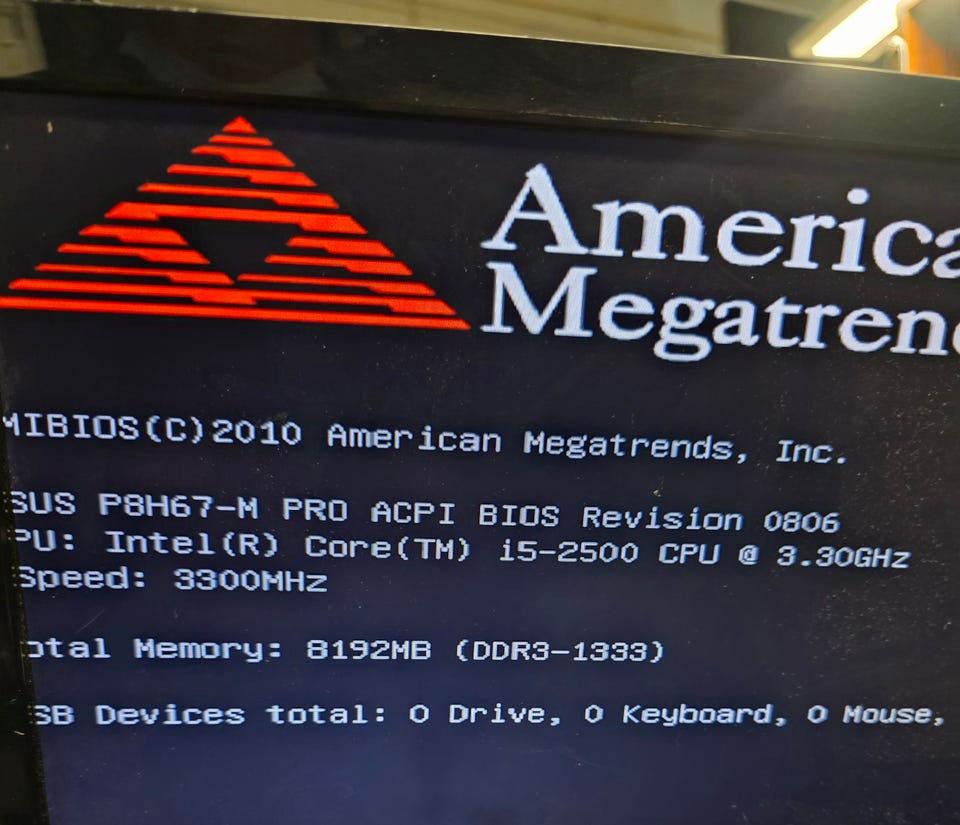 America
Megatrend
MIBIOS(C)2010 American Megatrends, Inc.
SUS P8H67-M PRO ACPI BIOS Revision 0806
PU: Intel(R) Core(TM) i5-2500 CPU @ 3.30GHz
Speed: 3300MHz
otal Memory: 8192MB (DDR3-1333)
SB Devices total: 0 Drive, 0 Keyboard, 0 Mouse,